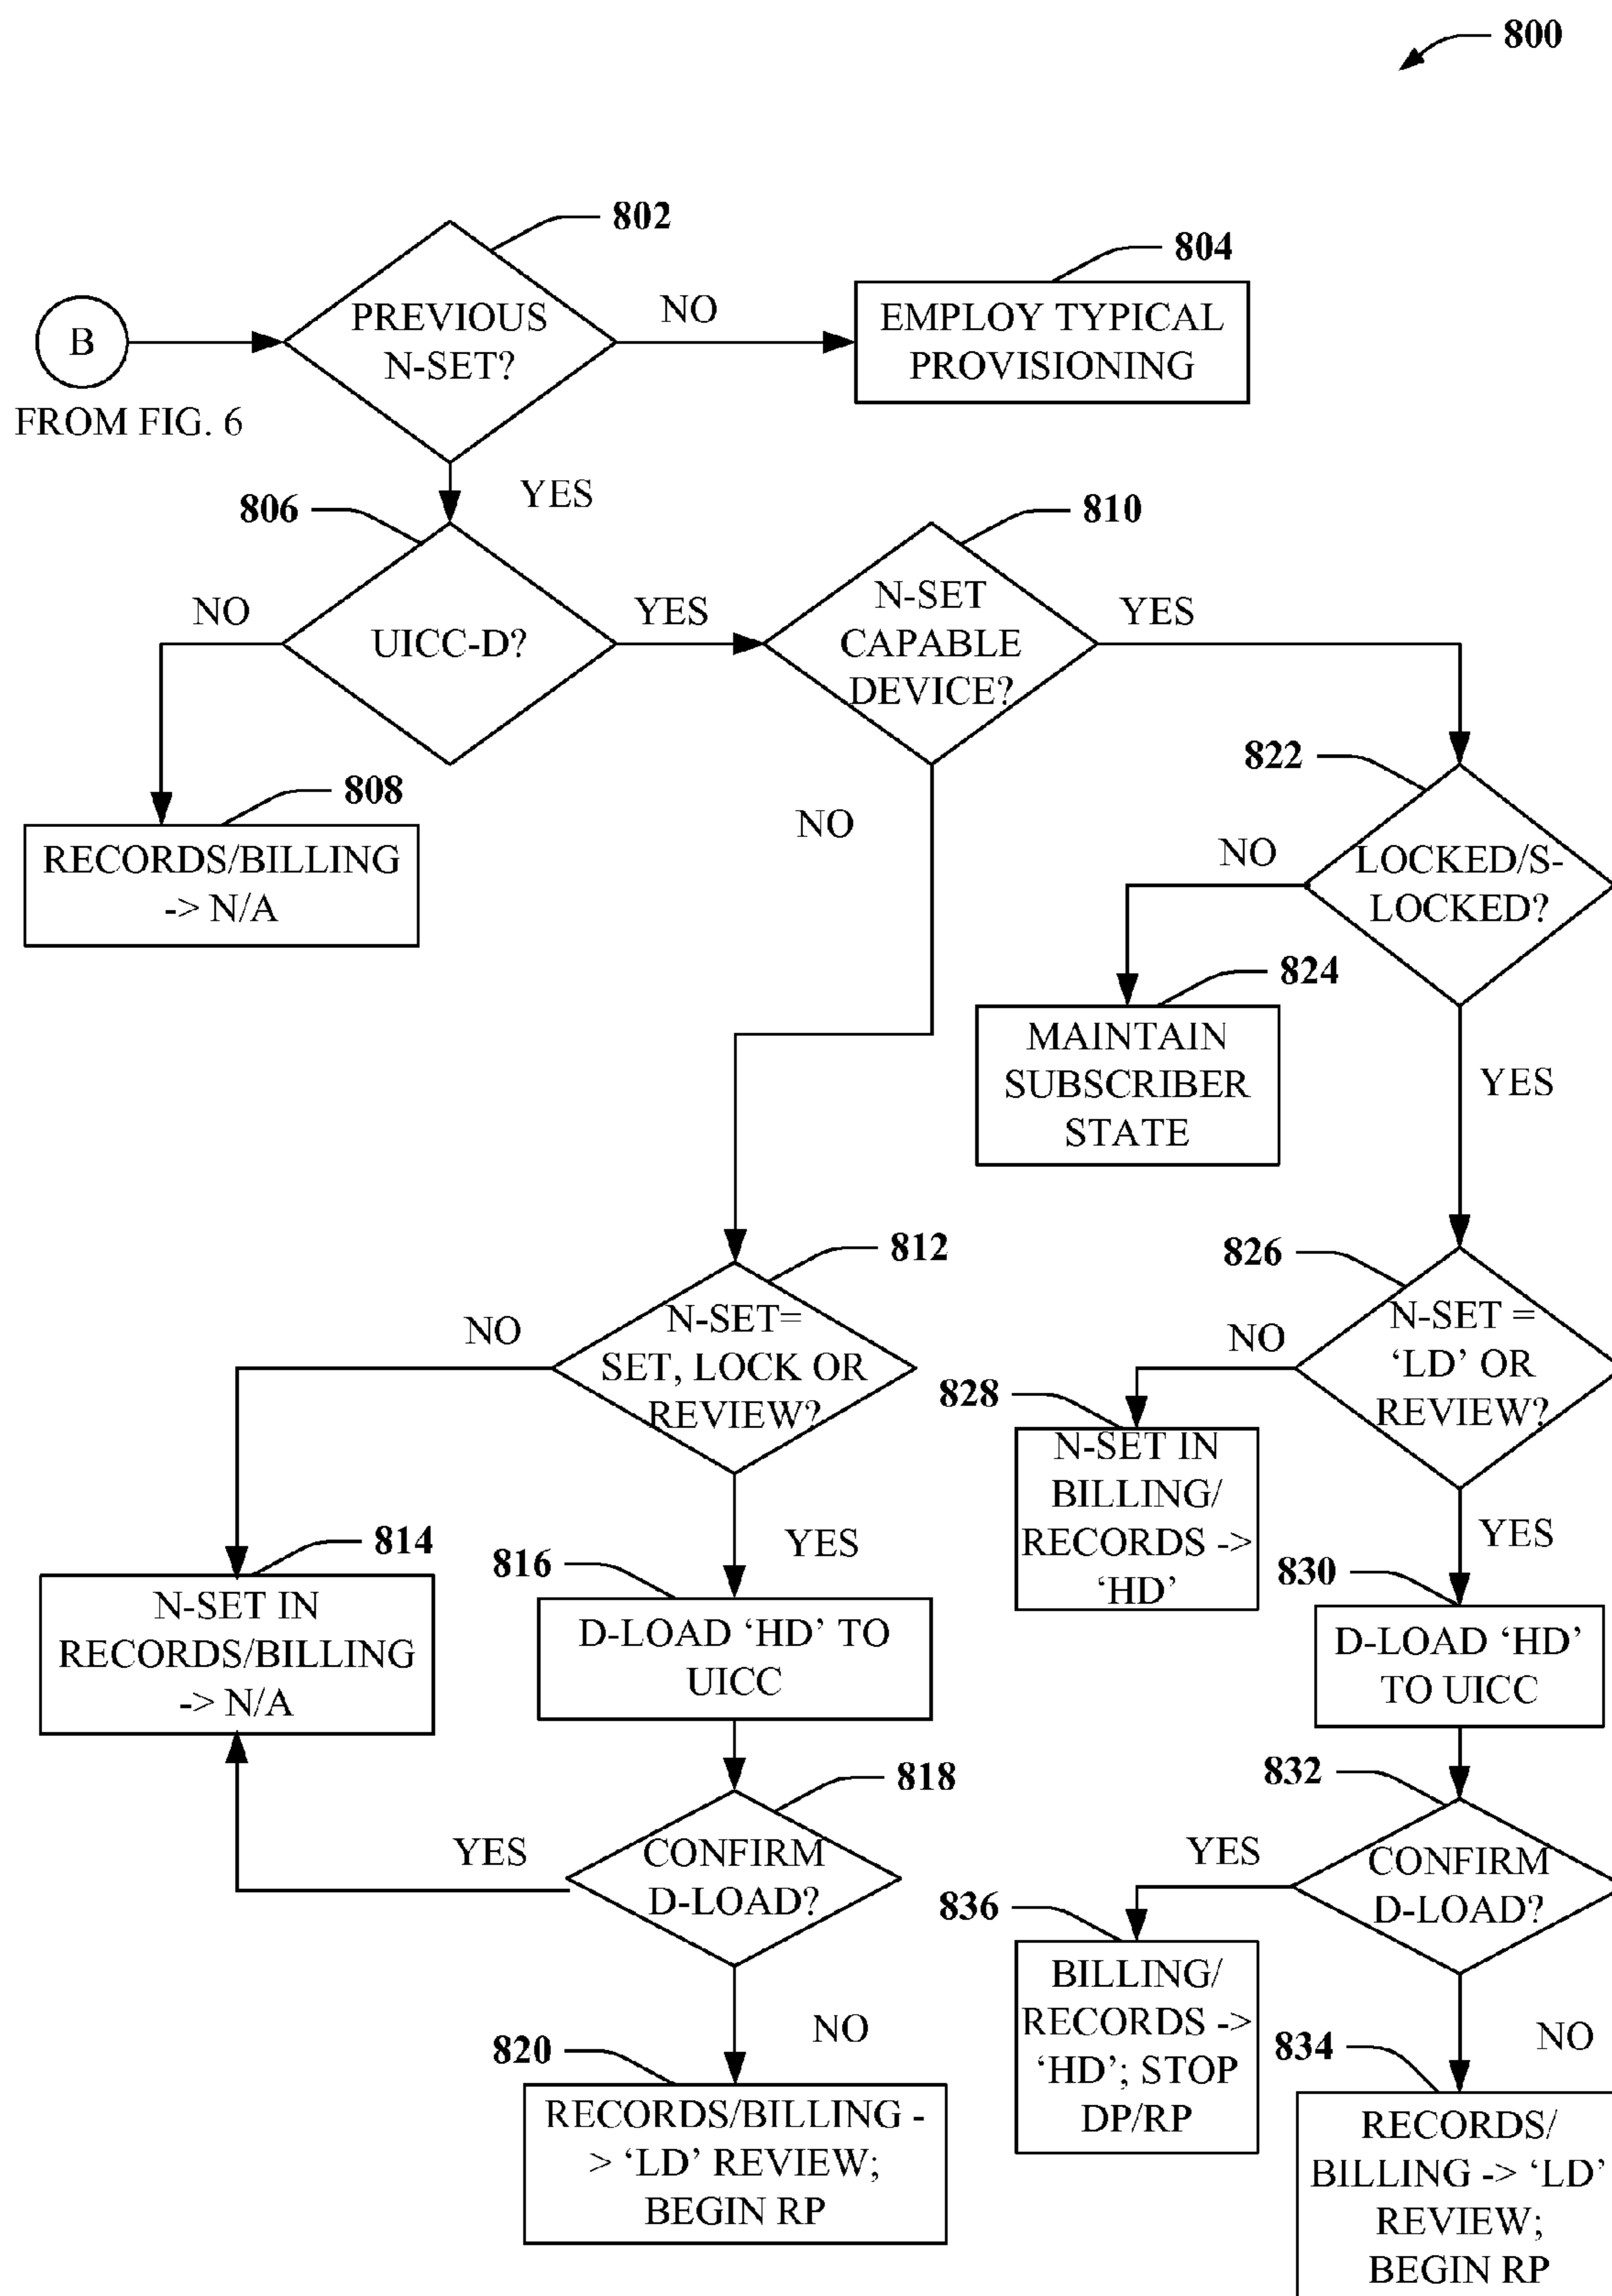 800
802
804
PREVIOUS
N-SET?
NO
EMPLOY TYPICAL
PROVISIONING
B
FROM FIG. 6
YES
806
810
NO
UICC-D?
YES
N-SET
CAPABLE
DEVICE?
YES
808
RECORDS/BILLING
-> N/A
NO
822
NO
LOCKED/S-
LOCKED?
824
MAINTAIN
SUBSCRIBER
STATE
YES
812
NO
N-SET=
SET, LOCK OR
REVIEW?
826
NO
N-SET =
‘LD’ OR
REVIEW?
828
N-SET IN
BILLING/
RECORDS ->
‘HD’
YES
YES
814
N-SET IN
RECORDS/BILLING
-> N/A
816
D-LOAD ‘HD’ TO
UICC
830
D-LOAD ‘HD’
TO UICC
818
YES
CONFIRM
D-LOAD?
832
YES
CONFIRM
D-LOAD?
836
BILLING/
RECORDS ->
‘HD’; STOP
DP/RP
NO
820
RECORDS/BILLING -
> ‘LD’ REVIEW;
BEGIN RP
NO
834
RECORDS/
BILLING -> ‘LD’
REVIEW;
BEGIN RP